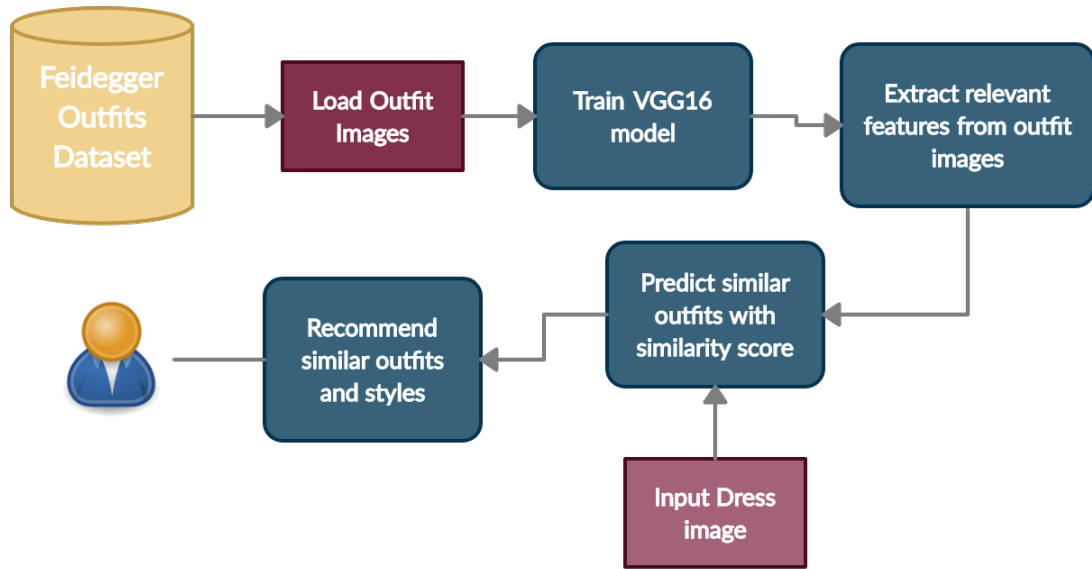 Feidegger
Outfits
Dataset
Load Outfit
Images
Train VGG16
model
Extract relevant
features from outfit
images
Predict similar
outfits with
similarity score
Recommend
similar outfits
and styles
Input Dress
image